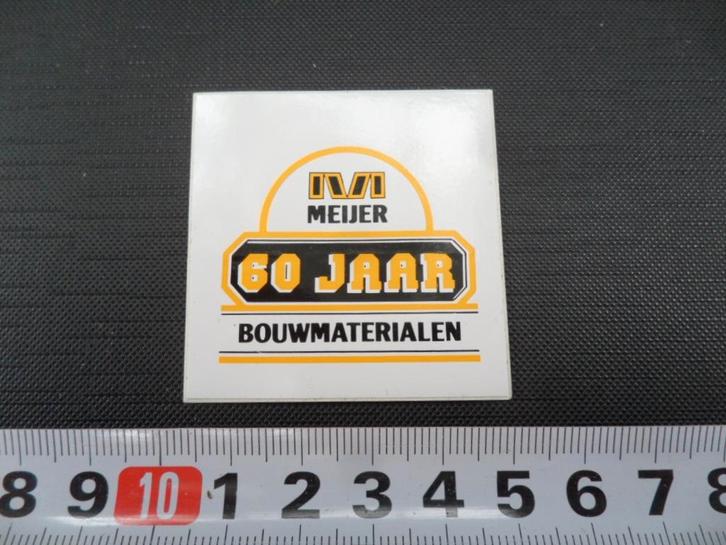 MEIJER
60 JAAR
BOUWMATERIALEN
8 9 10 1 2 3 4 5 6 7 8